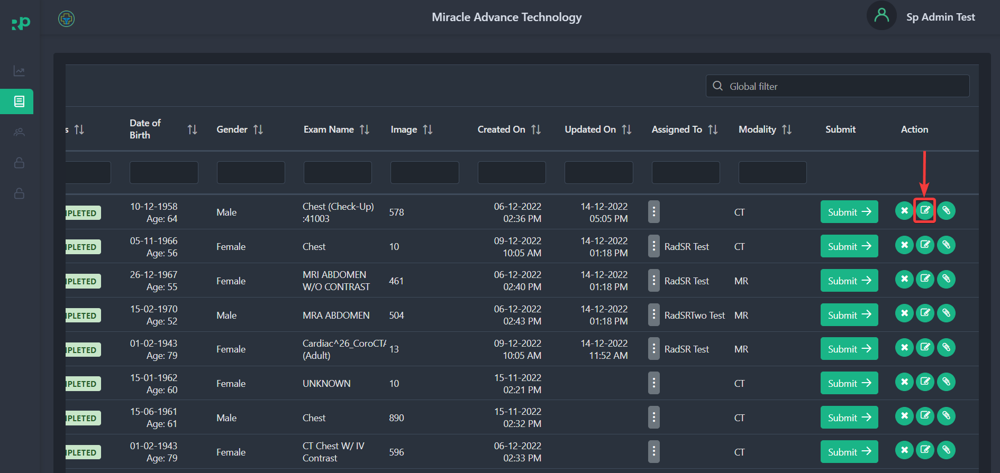 RP
Miracle Advance Technology
Sp Admin Test
Global filter
s
Date of
Birth
Gender
Exam Name
Image
Created On
Updated On
Assigned To
Modality
Submit
Action
MPLETED
10-12-1958
Age: 64
Male
Chest (Check-Up)
:41003
578
06-12-2022
02:36 PM
14-12-2022
05:05 PM
CT
Submit
MPLETED
05-11-1966
Age: 56
Female
Chest
10
09-12-2022
10:05 AM
14-12-2022
01:18 PM
RadSR Test
CT
Submit
MPLETED
26-12-1967
Age: 55
Female
MRI ABDOMEN
W/O CONTRAST
461
06-12-2022
02:40 PM
14-12-2022
01:18 PM
RadSR Test
MR
Submit
MPLETED
15-02-1970
Age: 52
Male
MRA ABDOMEN
504
06-12-2022
02:43 PM
14-12-2022
01:18 PM
RadSRTwo Test
MR
Submit
MPLETED
01-02-1943
Age: 79
Female
Cardiac^26_CoroCTA
(Adult)
13
09-12-2022
10:05 AM
14-12-2022
11:52 AM
RadSR Test
MR
Submit
MPLETED
15-01-1962
Age: 60
Female
UNKNOWN
10
15-11-2022
02:21 PM
CT
Submit
MPLETED
15-06-1961
Age: 61
Male
Chest
890
15-11-2022
02:32 PM
CT
Submit
MPLETED
01-02-1943
Age: 79
Female
CT Chest W/ IV
Contrast
596
06-12-2022
02:33 PM
CT
Submit